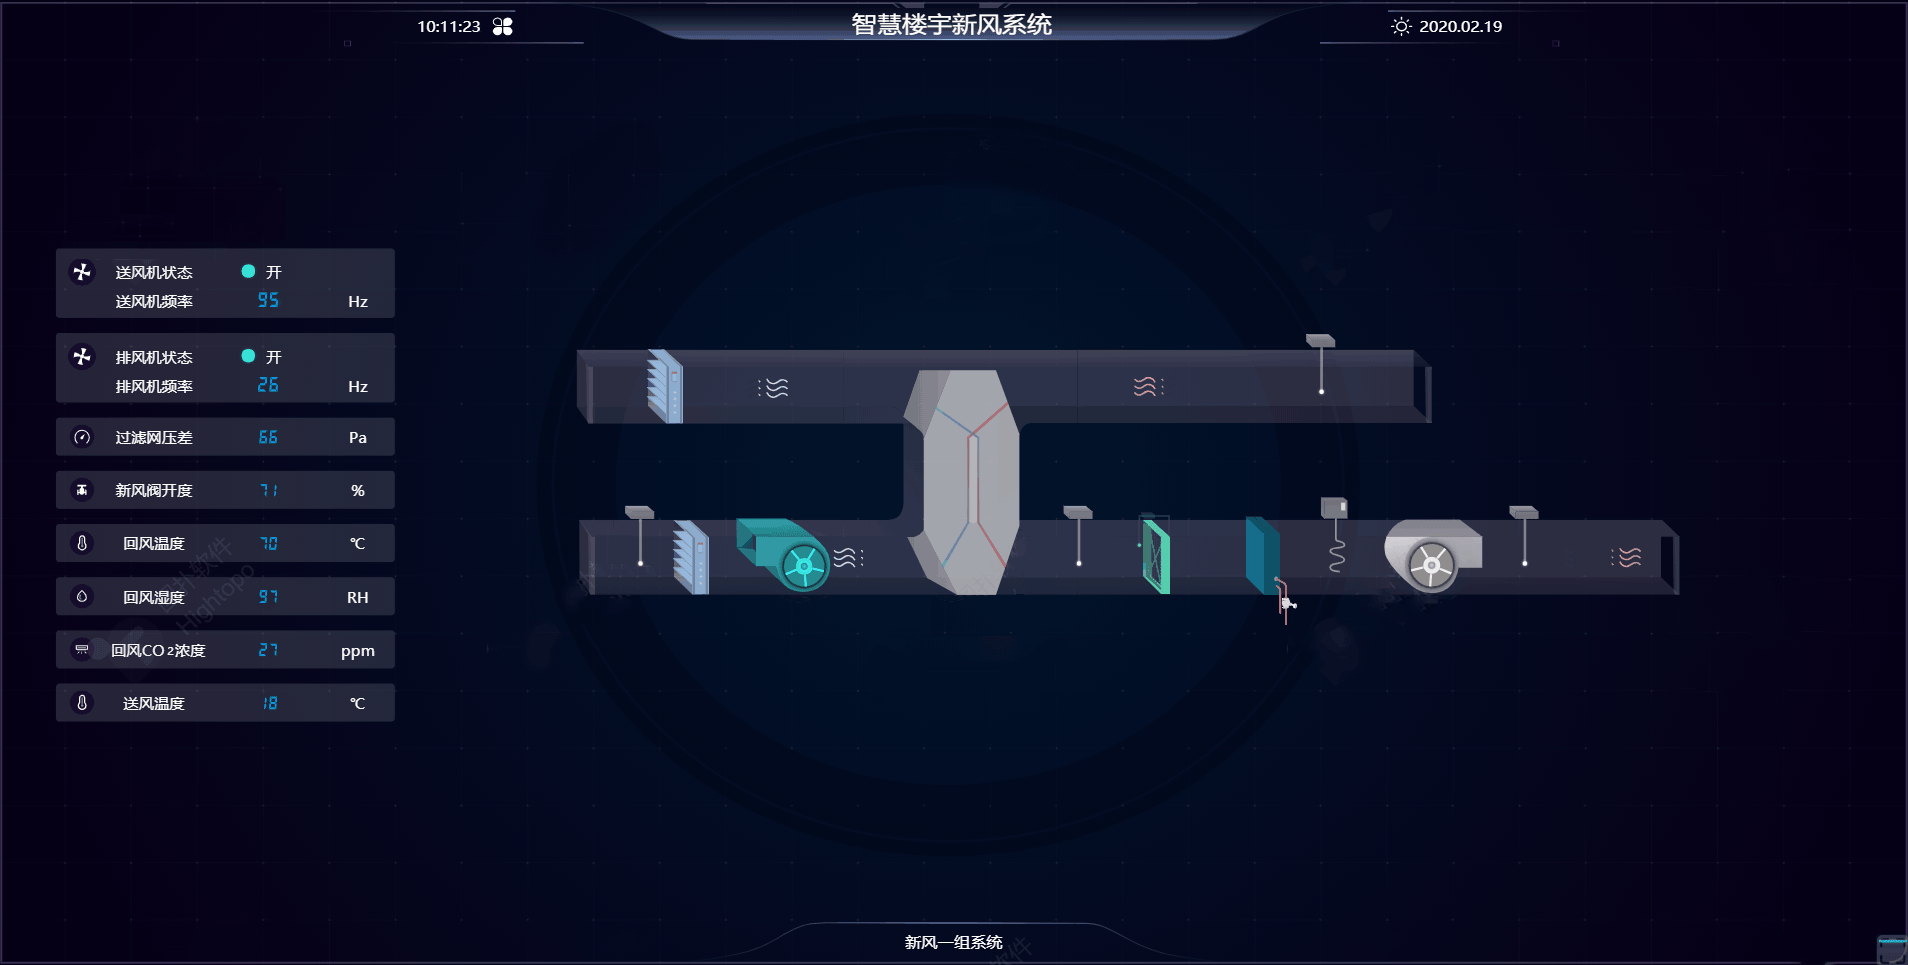 10:11:23
智慧楼宇新风系统
2020.02.19
送风机状态 开
送风机频率 95 Hz
排风机状态 开
排风机频率 26 Hz
过滤网压差 66 Pa
新风阀开度 71 %
回风温度 70 ℃
回风湿度 97 RH
回风CO2浓度 27 ppm
送风温度 18 ℃
新风一组系统
Hightopo
软件